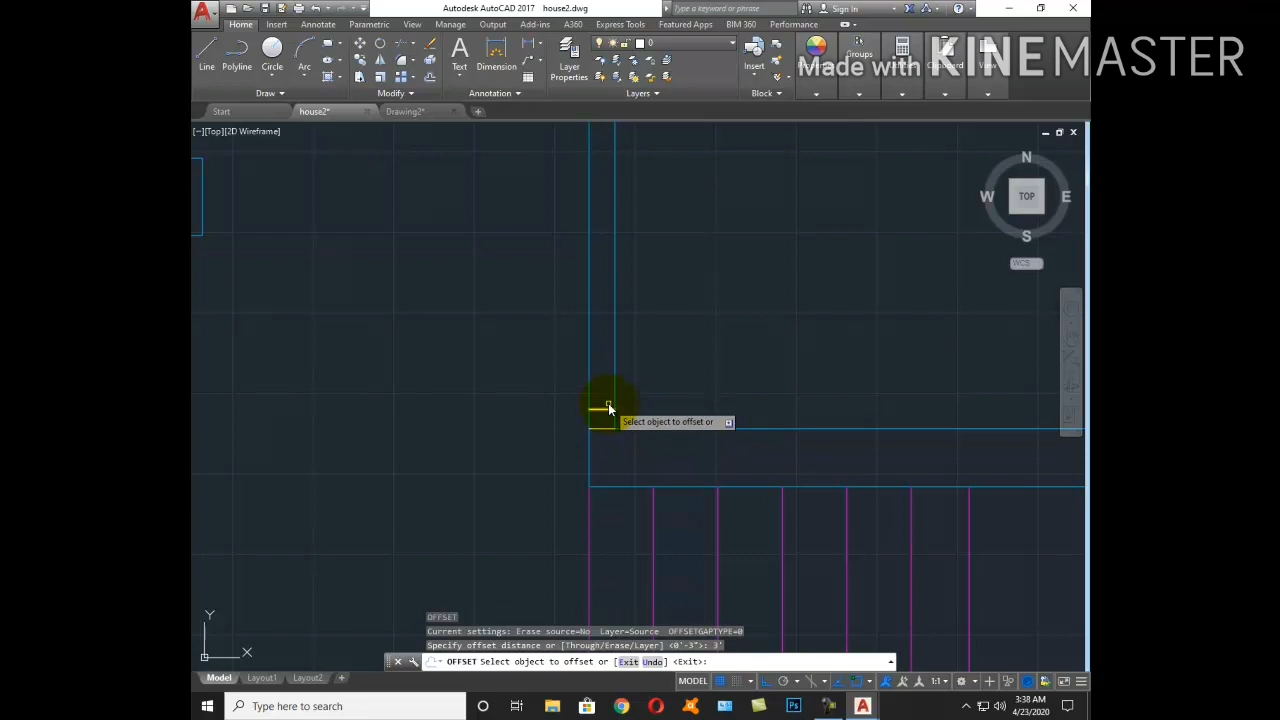 Autodesk AutoCAD 2017 house2.dwg
Type a keyword or phrase
Sign In
Home Insert Annotate Parametric View Manage Output Add-ins A360 Express Tools Featured Apps BIM 360 Performance
Line Polyline Circle Arc
Text Dimension
Layer
Properties
0
Insert
Groups
Made with KINEMASTER
Draw Modify Annotation Layers Block
Start house2* Drawing2*
[−][Top][2D Wireframe]
N
W TOP E
S
WCS
Select object to offset or
Y
X
OFFSET
Current settings: Erase source=No Layer=Source OFFSETGAPTYPE=0
Specify offset distance or [Through/Erase/Layer] <0'-3">: 3'
OFFSET Select object to offset or [Exit Undo] <Exit>:
Model Layout1 Layout2
MODEL 1:1
Type here to search
Ps
3:38 AM
4/23/2020